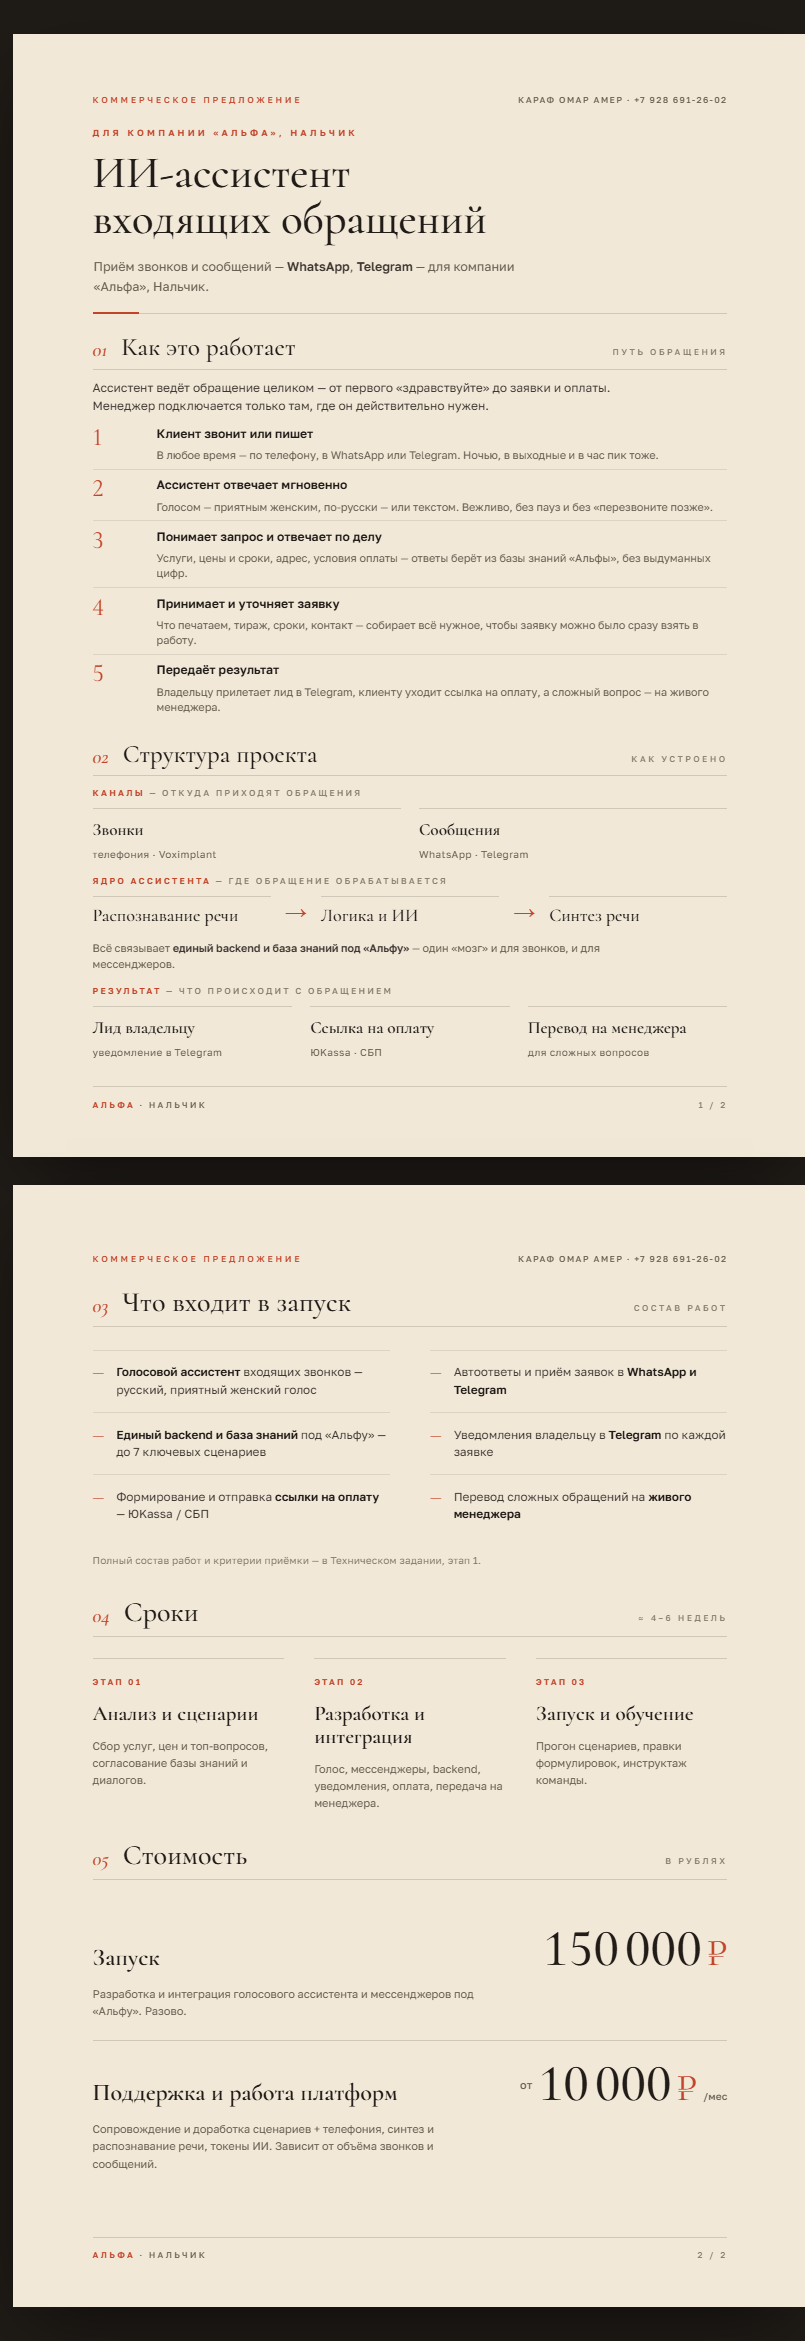 КОММЕРЧЕСКОЕ ПРЕДЛОЖЕНИЕ
КАРАФ ОМАР АМЕР · +7 928 691-26-02
ДЛЯ КОМПАНИИ «АЛЬФА», НАЛЬЧИК
ИИ-ассистент
входящих обращений
Приём звонков и сообщений — WhatsApp, Telegram — для компании
«Альфа», Нальчик.
01 Как это работает
ПУТЬ ОБРАЩЕНИЯ
Ассистент ведёт обращение целиком — от первого «здравствуйте» до заявки и оплаты.
Менеджер подключается только там, где он действительно нужен.
1 Клиент звонит или пишет
В любое время — по телефону, в WhatsApp или Telegram. Ночью, в выходные и в час пик тоже.
2 Ассистент отвечает мгновенно
Голосом — приятным женским, по-русски — или текстом. Вежливо, без пауз и без «перезвоните позже».
3 Понимает запрос и отвечает по делу
Услуги, цены и сроки, адрес, условия оплаты — ответы берёт из базы знаний «Альфы», без выдуманных
цифр.
4 Принимает и уточняет заявку
Что печатаем, тираж, сроки, контакт — собирает всё нужное, чтобы заявку можно было сразу взять в
работу.
5 Передаёт результат
Владельцу прилетает лид в Telegram, клиенту уходит ссылка на оплату, а сложный вопрос — на живого
менеджера.
02 Структура проекта
КАК УСТРОЕНО
КАНАЛЫ — ОТКУДА ПРИХОДЯТ ОБРАЩЕНИЯ
Звонки
телефония · Voximplant
Сообщения
WhatsApp · Telegram
ЯДРО АССИСТЕНТА — ГДЕ ОБРАЩЕНИЕ ОБРАБАТЫВАЕТСЯ
Распознавание речи → Логика и ИИ → Синтез речи
Всё связывает единый backend и база знаний под «Альфу» — один «мозг» и для звонков, и для
мессенджеров.
РЕЗУЛЬТАТ — ЧТО ПРОИСХОДИТ С ОБРАЩЕНИЕМ
Лид владельцу
уведомление в Telegram
Ссылка на оплату
ЮKassa · СБП
Перевод на менеджера
для сложных вопросов
АЛЬФА · НАЛЬЧИК
1 / 2
КОММЕРЧЕСКОЕ ПРЕДЛОЖЕНИЕ
КАРАФ ОМАР АМЕР · +7 928 691-26-02
03 Что входит в запуск
СОСТАВ РАБОТ
— Голосовой ассистент входящих звонков —
русский, приятный женский голос
— Автоответы и приём заявок в WhatsApp и
Telegram
— Единый backend и база знаний под «Альфу» —
до 7 ключевых сценариев
— Уведомления владельцу в Telegram по каждой
заявке
— Формирование и отправка ссылки на оплату
— ЮKassa / СБП
— Перевод сложных обращений на живого
менеджера
Полный состав работ и критерии приёмки — в Техническом задании, этап 1.
04 Сроки
≈ 4–6 НЕДЕЛЬ
ЭТАП 01
Анализ и сценарии
Сбор услуг, цен и топ-вопросов,
согласование базы знаний и
диалогов.
ЭТАП 02
Разработка и
интеграция
Голос, мессенджеры, backend,
уведомления, оплата, передача на
менеджера.
ЭТАП 03
Запуск и обучение
Прогон сценариев, правки
формулировок, инструктаж
команды.
05 Стоимость
В РУБЛЯХ
Запуск
150 000 ₽
Разработка и интеграция голосового ассистента и мессенджеров под
«Альфу». Разово.
Поддержка и работа платформ
от 10 000 ₽ /мес
Сопровождение и доработка сценариев + телефония, синтез и
распознавание речи, токены ИИ. Зависит от объёма звонков и
сообщений.
АЛЬФА · НАЛЬЧИК
2 / 2